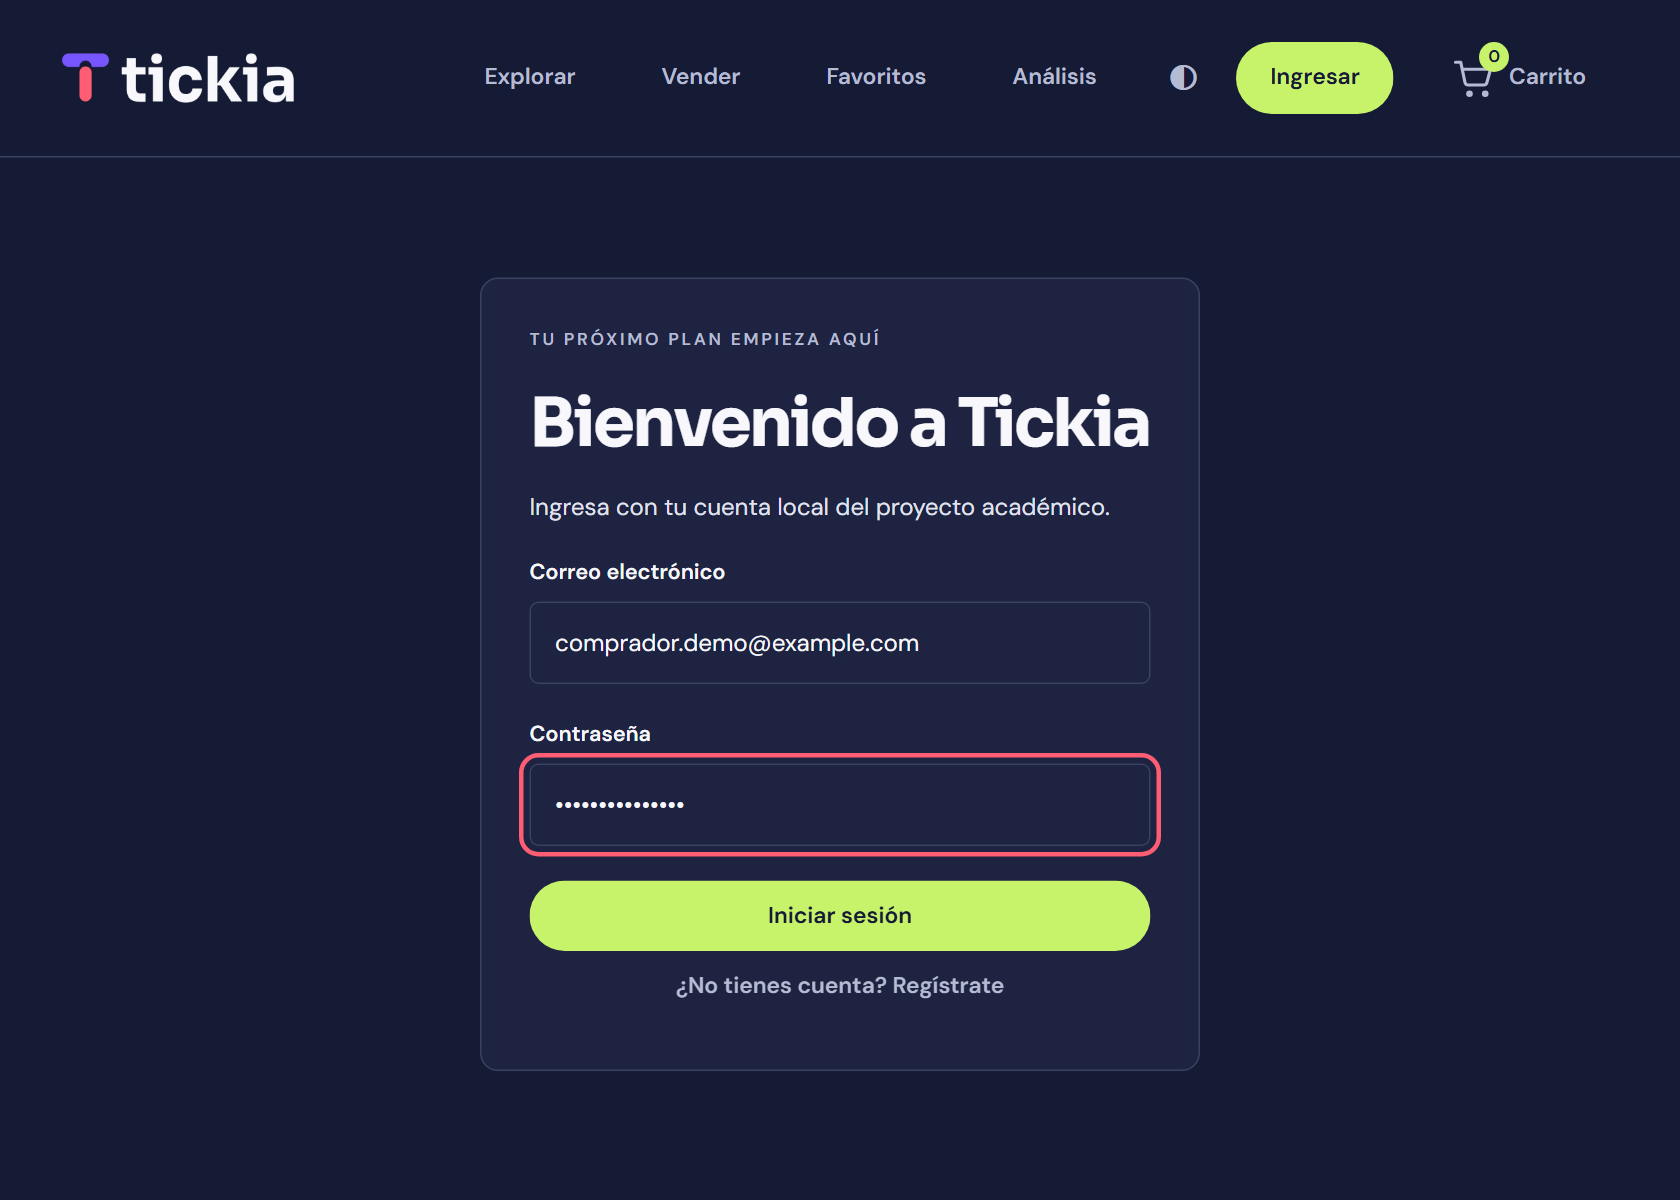 tickia
Explorar
Vender
Favoritos
Análisis
Ingresar
0
Carrito
TU PRÓXIMO PLAN EMPIEZA AQUÍ
Bienvenido a Tickia
Ingresa con tu cuenta local del proyecto académico.
Correo electrónico
comprador.demo@example.com
Contraseña
•••••••••••••••
Iniciar sesión
¿No tienes cuenta? Regístrate